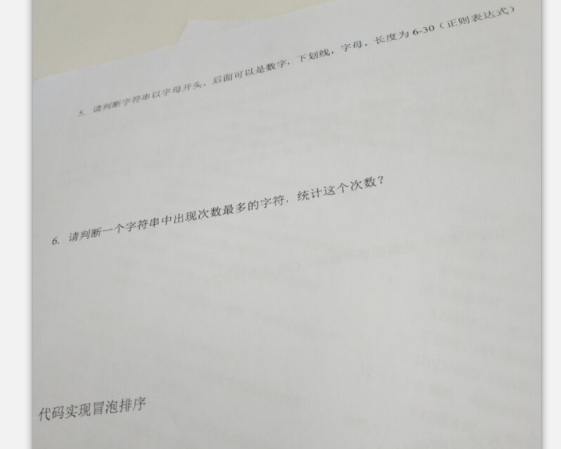 5. 请判断字符串以字母开头，后面可以是数字，下划线，字母，长度为 6-30（正则表达式）
6. 请判断一个字符串中出现次数最多的字符，统计这个次数？
代码实现冒泡排序